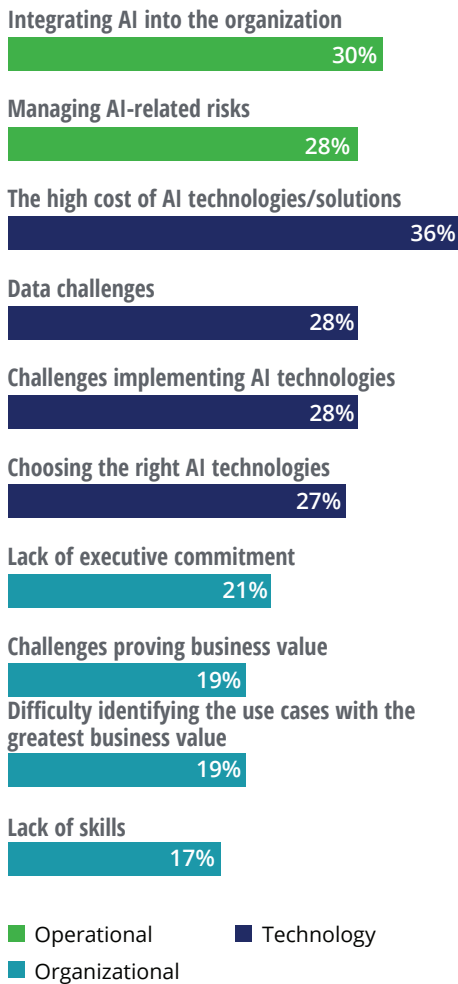 Integrating AI into the organization
30%
Managing AI-related risks
28%
The high cost of AI technologies/solutions
36%
Data challenges
28%
Challenges implementing AI technologies
28%
Choosing the right AI technologies
27%
Lack of executive commitment
21%
Challenges proving business value
19%
Difficulty identifying the use cases with the
greatest business value
19%
Lack of skills
17%
Operational
Technology
Organizational